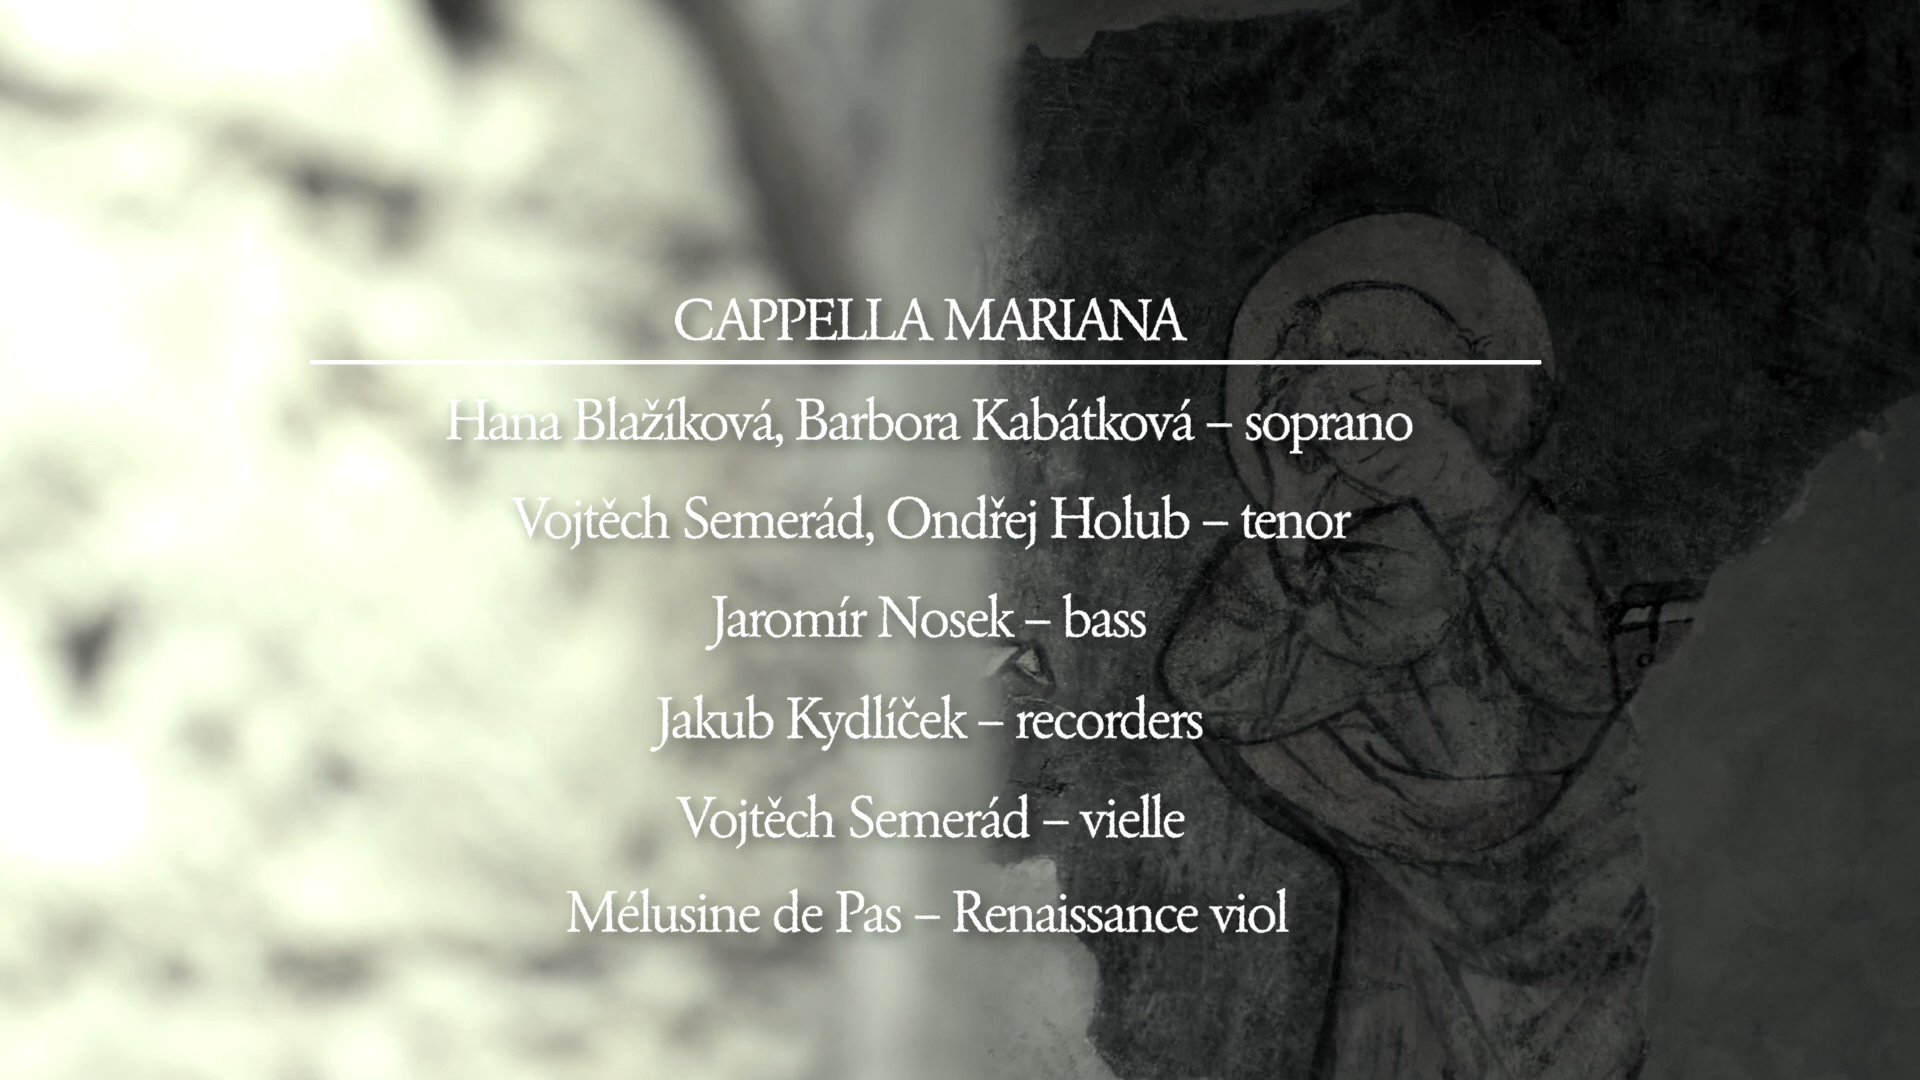 CAPPELLA MARIANA
Hana Blažíková, Barbora Kabátková – soprano
Vojtěch Semerád, Ondřej Holub – tenor
Jaromír Nosek – bass
Jakub Kydlíček – recorders
Vojtěch Semerád – vielle
Mélusine de Pas – Renaissance viol